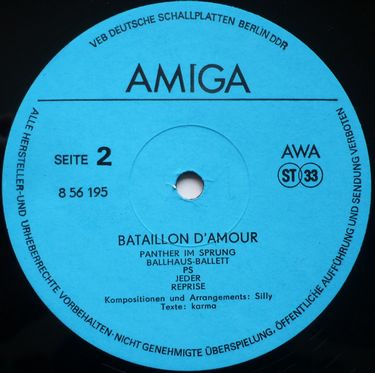 VEB DEUTSCHE SCHALLPLATTEN BERLIN DDR
AMIGA
SEITE 2
AWA
8 56 195
ST 33
BATAILLON D'AMOUR
PANTHER IM SPRUNG
BALLHAUS-BALLETT
PS
JEDER
REPRISE
Kompositionen und Arrangements: Silly
Texte: karma
ALLE HERSTELLER- UND URHEBERRECHTE VORBEHALTEN · NICHT GENEHMIGTE ÜBERSPIELUNG, ÖFFENTLICHE AUFFÜHRUNG UND SENDUNG VERBOTEN